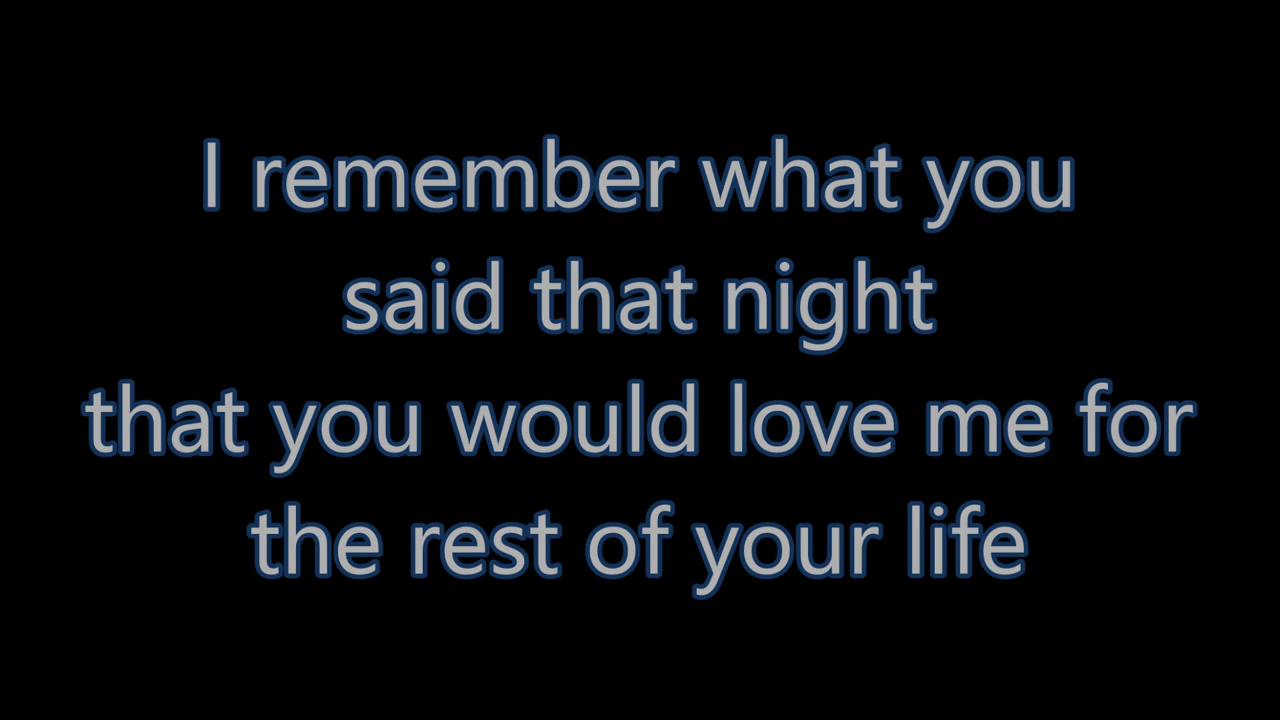 I remember what you
said that night
that you would love me for
the rest of your life